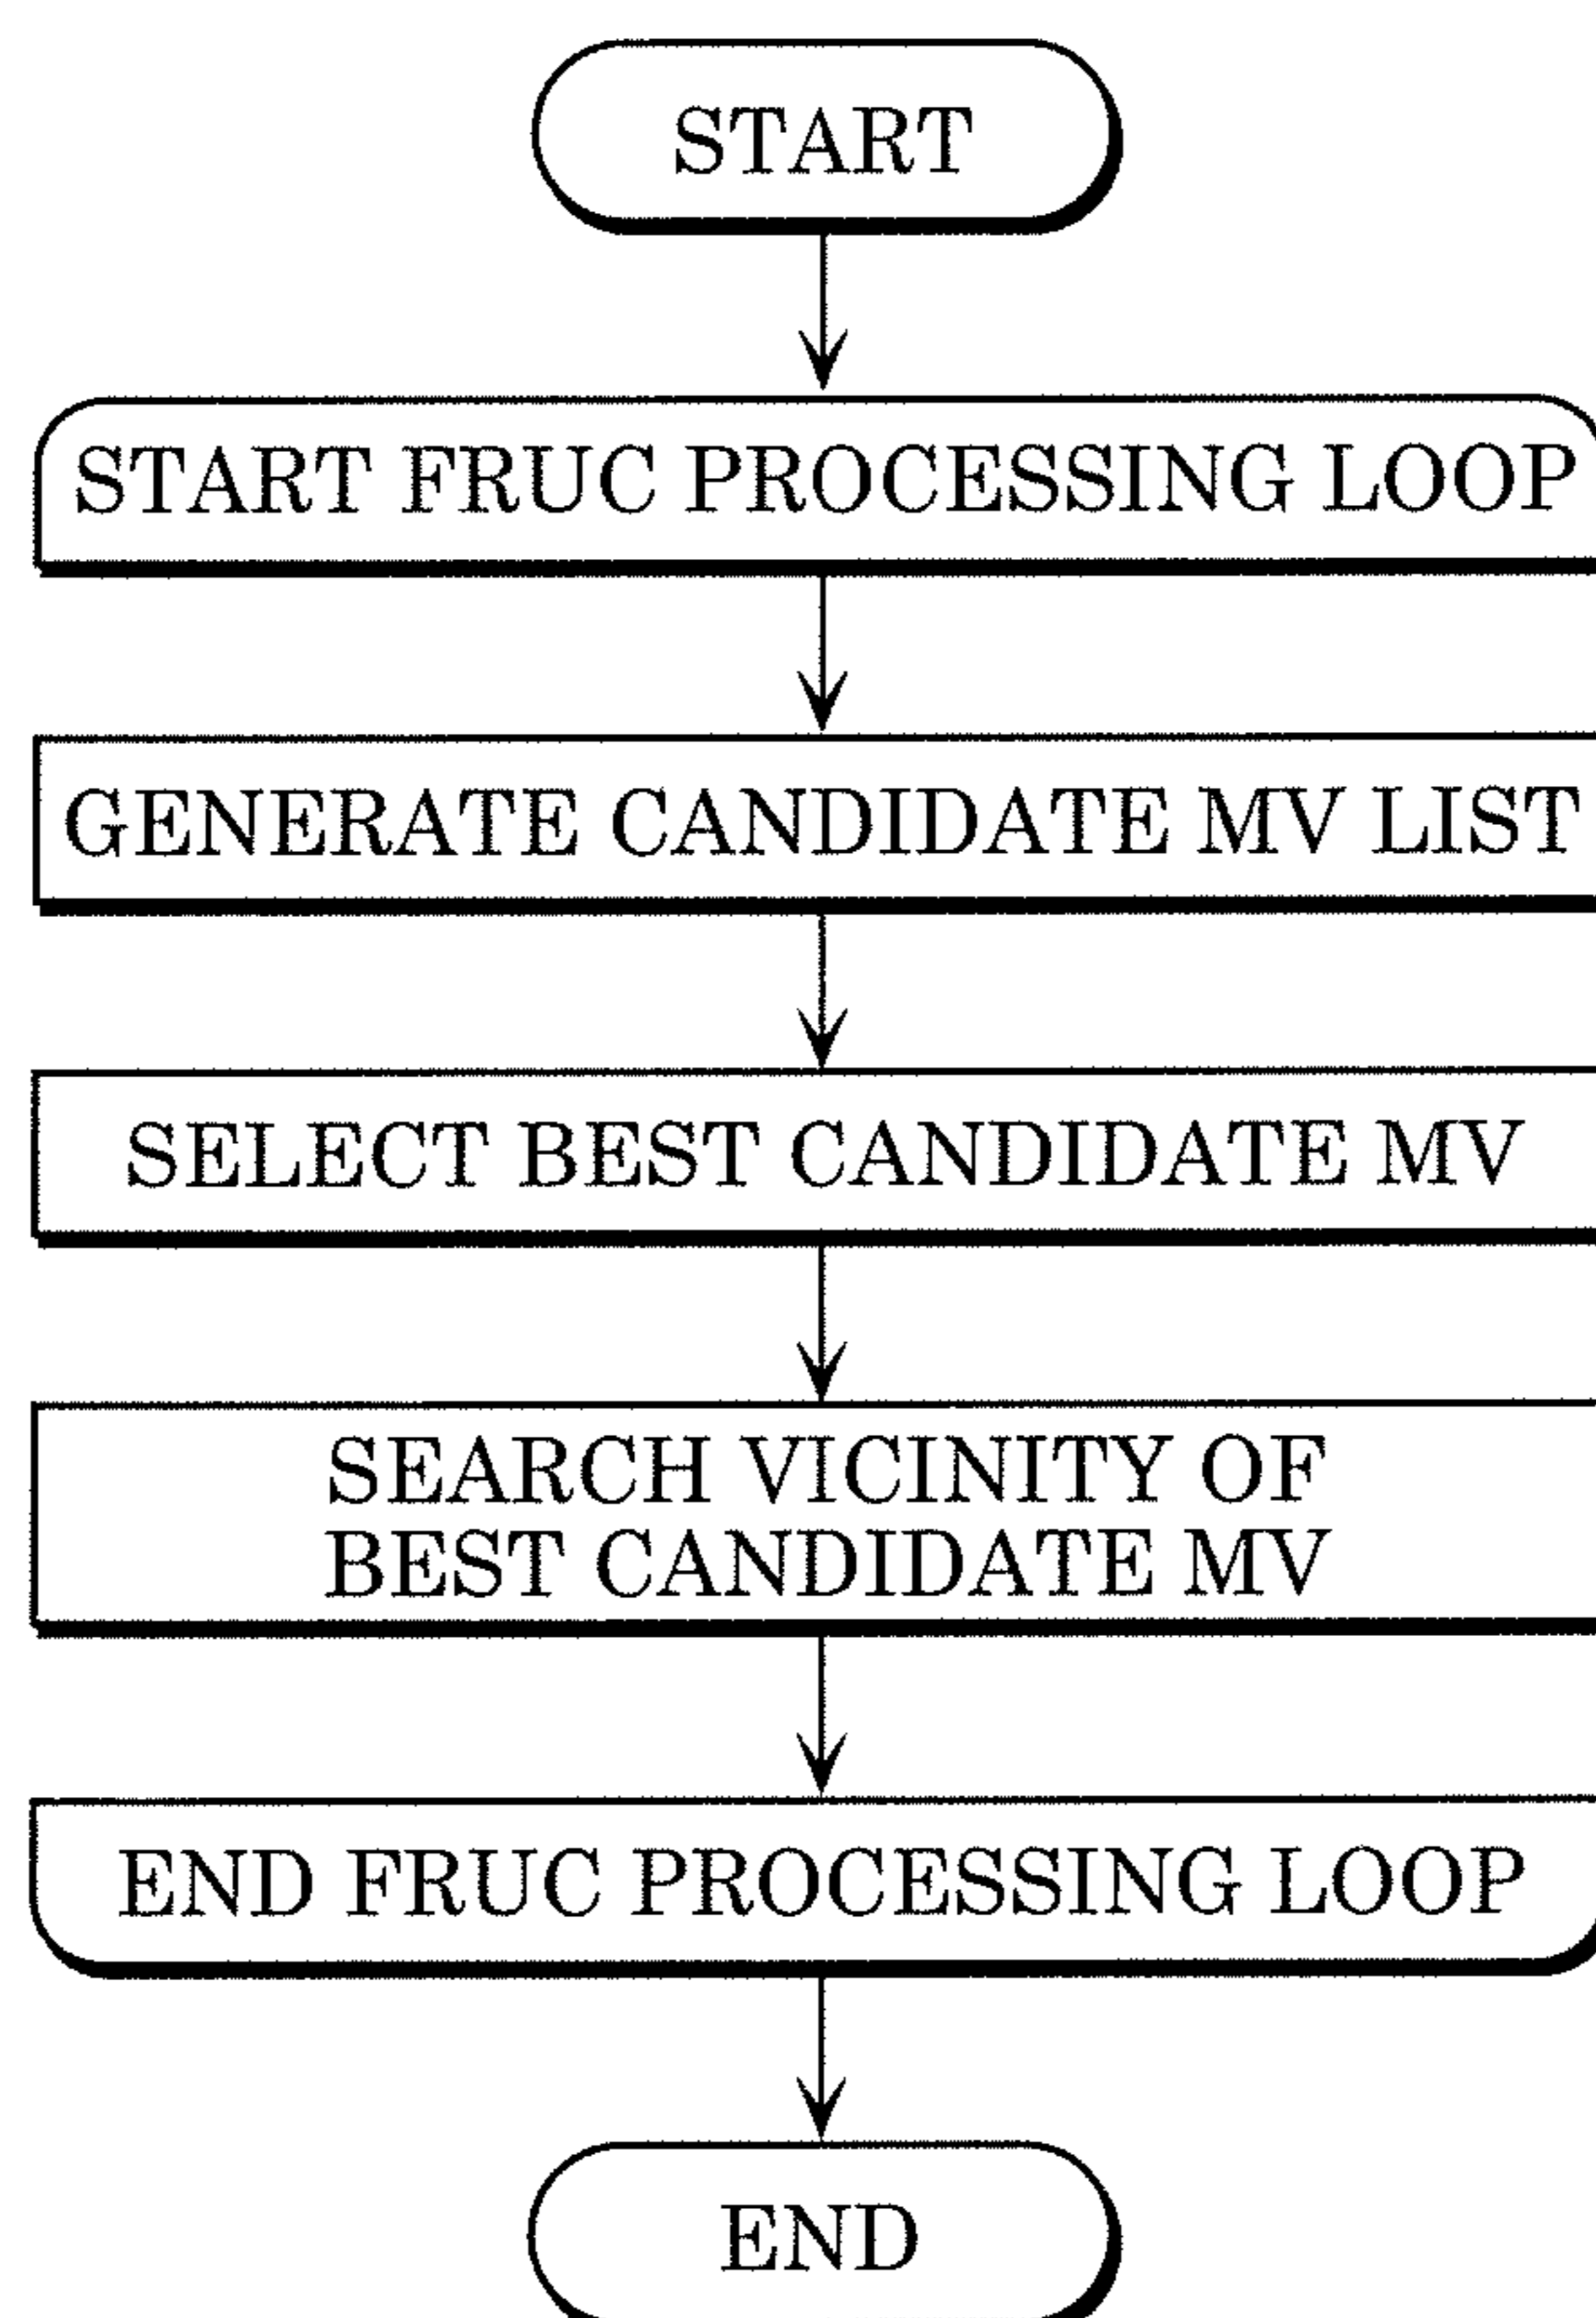 START
START FRUC PROCESSING LOOP
GENERATE CANDIDATE MV LIST
SELECT BEST CANDIDATE MV
SEARCH VICINITY OF
BEST CANDIDATE MV
END FRUC PROCESSING LOOP
END